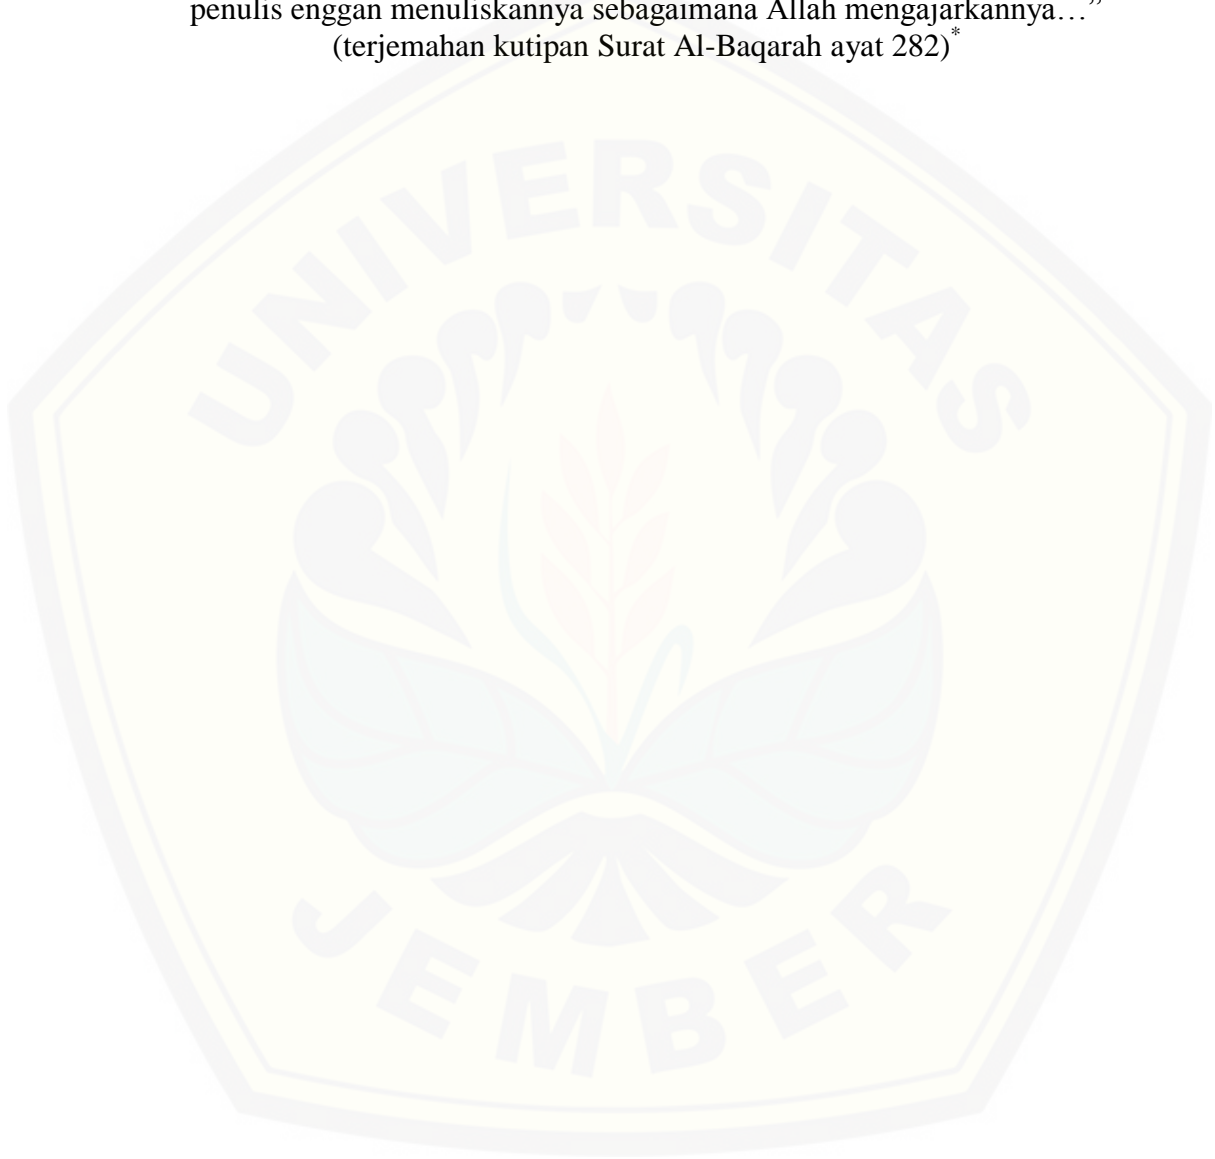 penulis enggan menuliskannya sebagaimana Allah mengajarkannya…”
(terjemahan kutipan Surat Al-Baqarah ayat 282)*
UNIVERSITAS
JEMBER